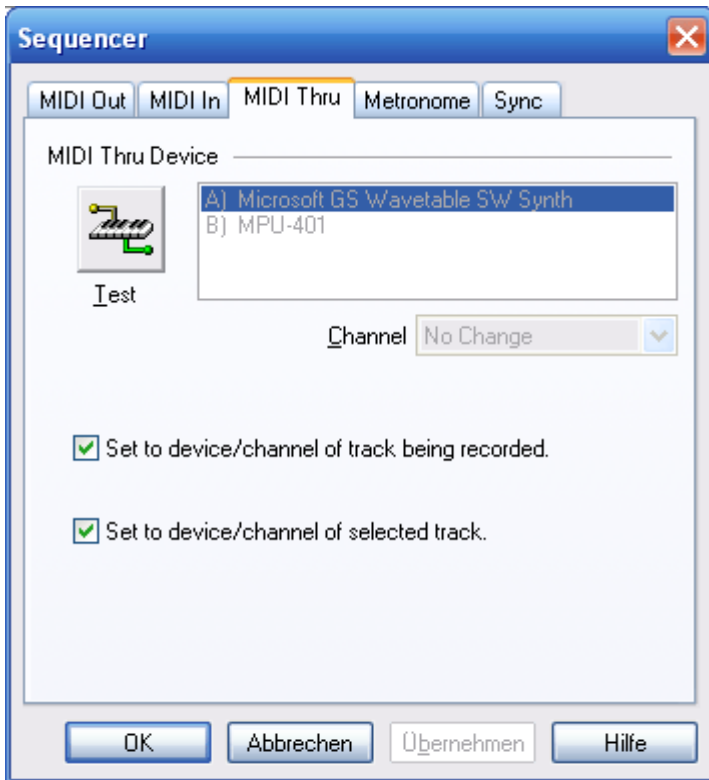 Sequencer
MIDI Out MIDI In MIDI Thru Metronome Sync
MIDI Thru Device
A) Microsoft GS Wavetable SW Synth
B) MPU-401
Test
Channel No Change
Set to device/channel of track being recorded.
Set to device/channel of selected track.
OK Abbrechen Übernehmen Hilfe